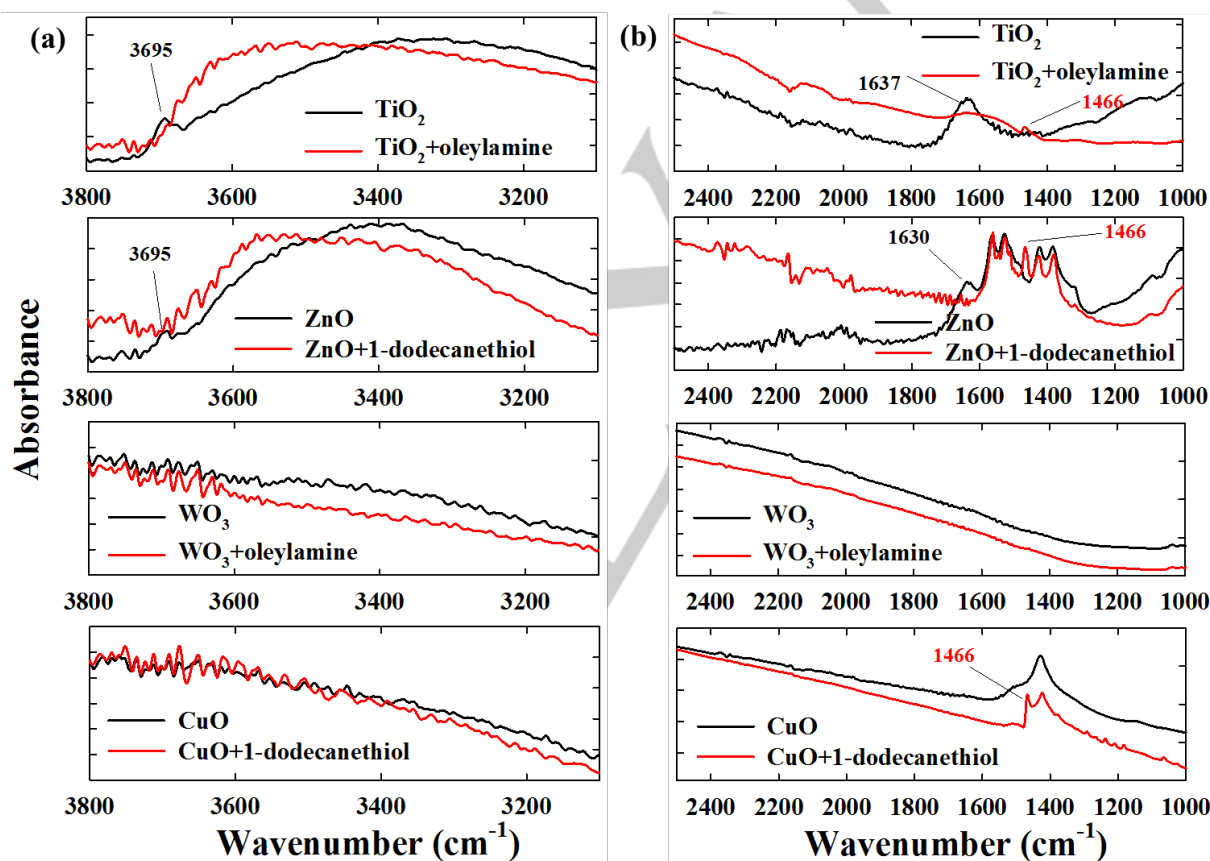 (a)
3695
TiO₂
TiO₂+oleylamine
3800 3600 3400 3200
3695
ZnO
ZnO+1-dodecanethiol
3800 3600 3400 3200
WO₃
WO₃+oleylamine
3800 3600 3400 3200
CuO
CuO+1-dodecanethiol
3800 3600 3400 3200
Absorbance
Wavenumber (cm⁻¹)
(b)
TiO₂
TiO₂+oleylamine
1637
1466
2400 2200 2000 1800 1600 1400 1200 1000
1630
1466
ZnO
ZnO+1-dodecanethiol
2400 2200 2000 1800 1600 1400 1200 1000
WO₃
WO₃+oleylamine
2400 2200 2000 1800 1600 1400 1200 1000
1466
CuO
CuO+1-dodecanethiol
2400 2200 2000 1800 1600 1400 1200 1000
Wavenumber (cm⁻¹)